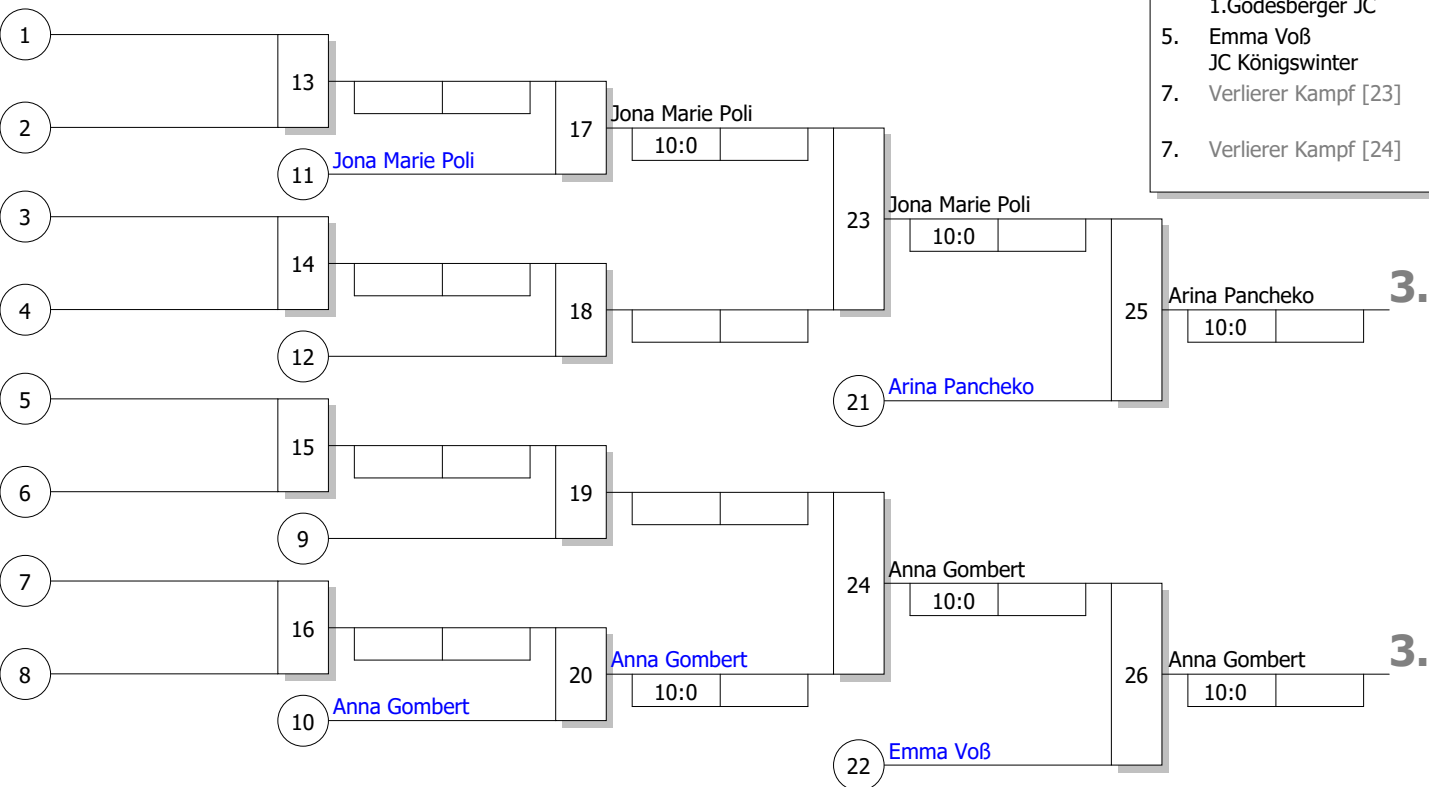 1.Godesberger JC
5. Emma Voß
JC Königswinter
7. Verlierer Kampf [23]
7. Verlierer Kampf [24]
1
13
2
17
Jona Marie Poli
10:0
11
Jona Marie Poli
3
14
4
18
12
23
Jona Marie Poli
10:0
25
Arina Pancheko
3.
10:0
21
Arina Pancheko
5
15
6
19
9
7
16
8
20
Anna Gombert
10:0
10
Anna Gombert
24
Anna Gombert
10:0
26
Anna Gombert
3.
10:0
22
Emma Voß